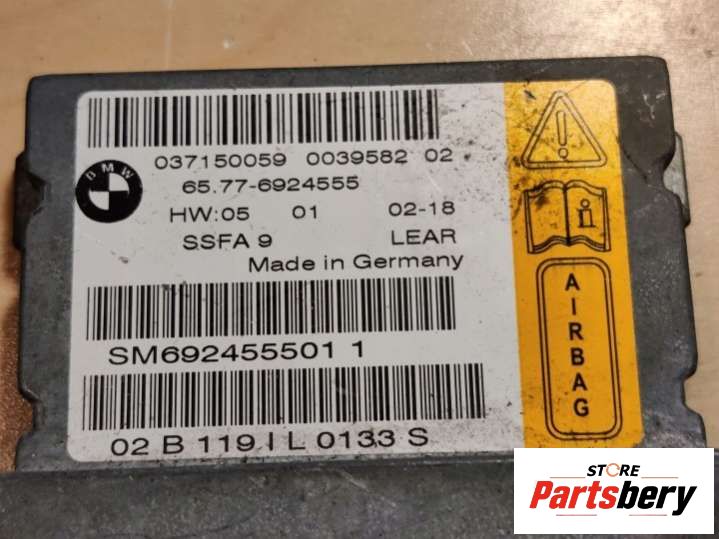 BMW
037150059 0039582 02
65.77-6924555
HW:05 01 02-18
SSFA 9 LEAR
Made in Germany
SM692455501 1
02 B 119 I L 0133 S
i
AIRBAG
STORE
Partsbery